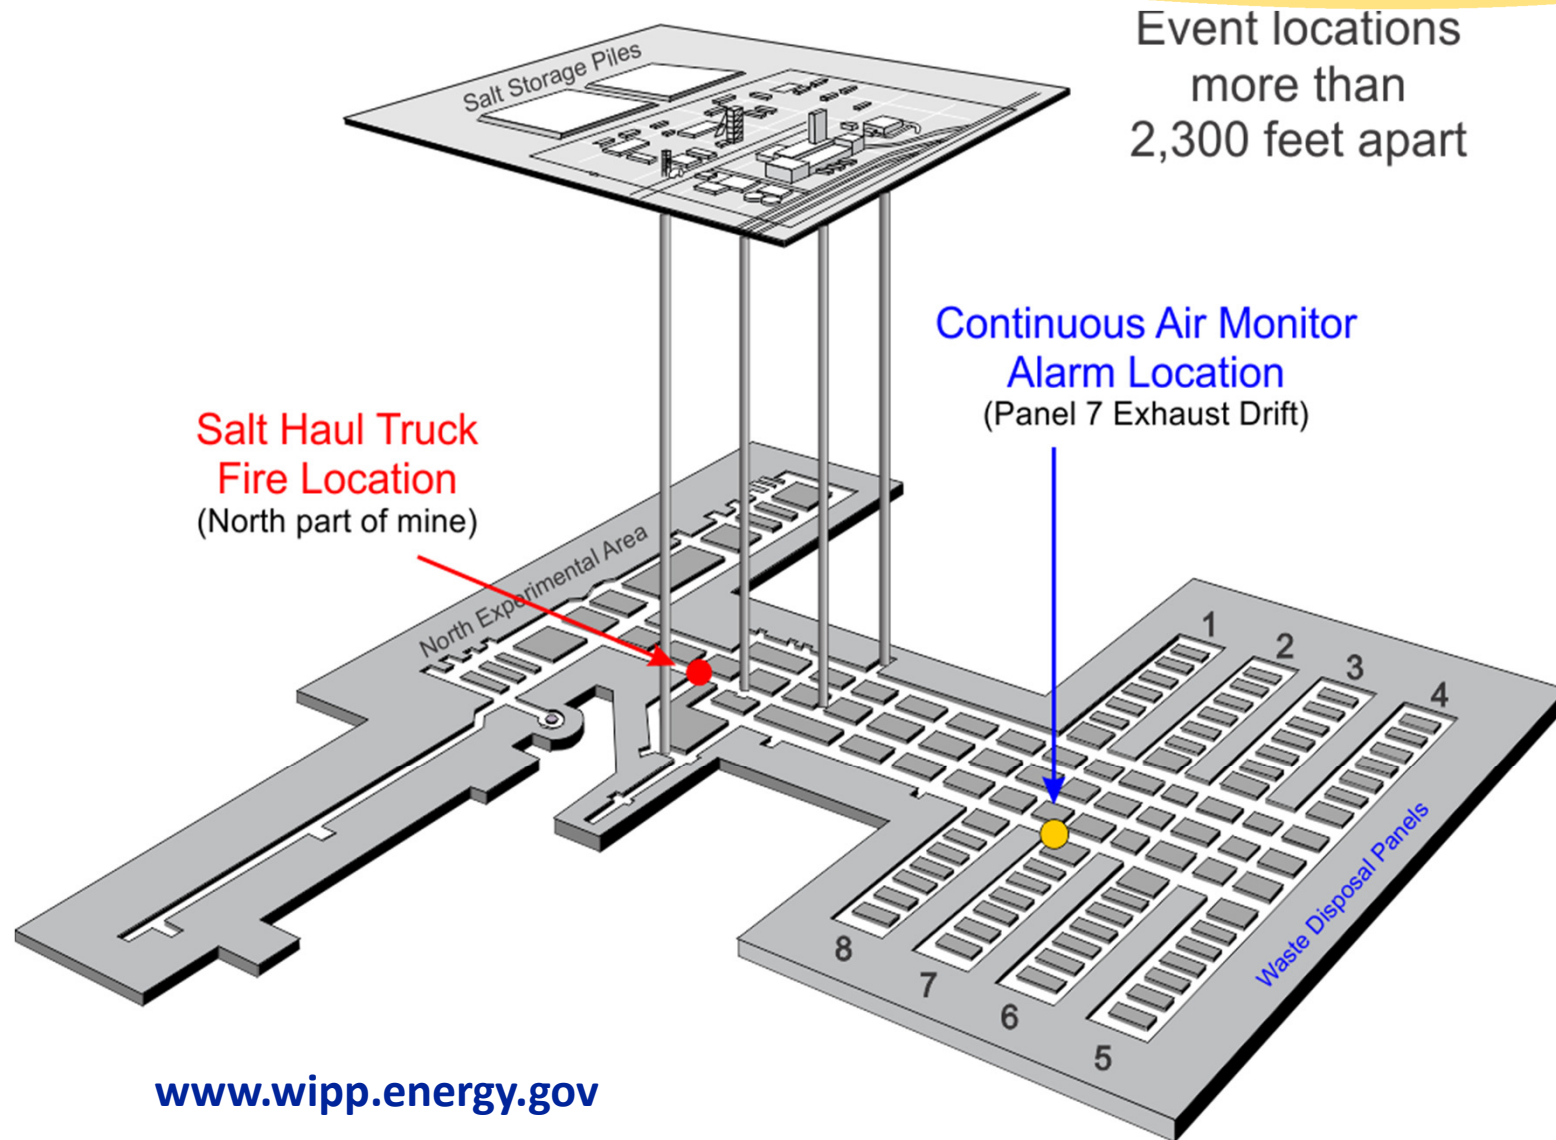 Event locations
more than
2,300 feet apart
Salt Storage Piles
Continuous Air Monitor
Alarm Location
(Panel 7 Exhaust Drift)
Salt Haul Truck
Fire Location
(North part of mine)
North Experimental Area
1
2
3
4
8
7
6
5
Waste Disposal Panels
www.wipp.energy.gov